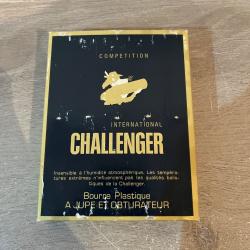 COMPETITION
INTERNATIONAL
CHALLENGER
Insensible à l'humidité atmosphérique. Les tempéra-
tures extrêmes n'influencent pas les qualités balis-
tiques de la Challenger.
Bourre Plastique
A JUPE ET OBTURATEUR